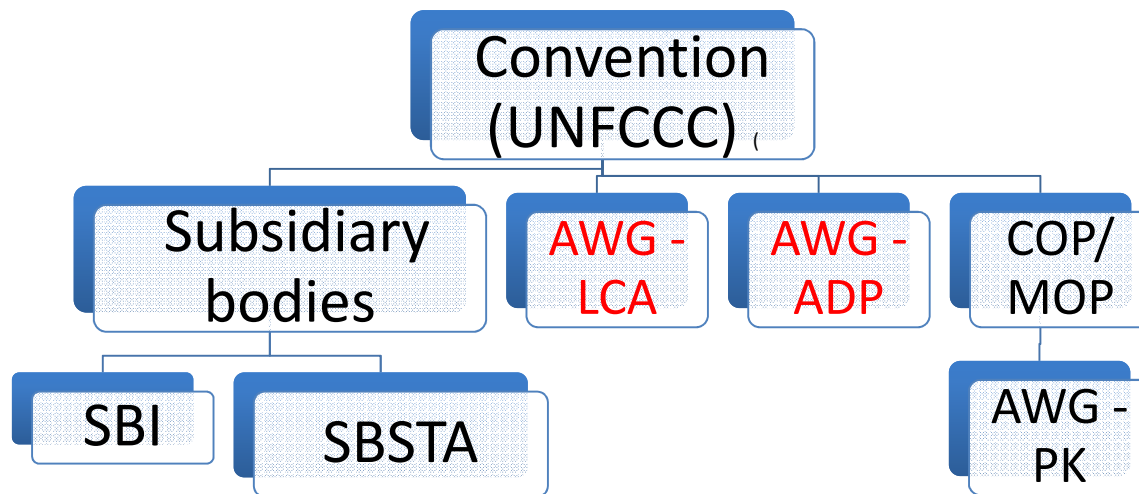 Convention
(UNFCCC) (
Subsidiary
bodies
AWG -
LCA
AWG -
ADP
COP/
MOP
SBI
SBSTA
AWG -
PK